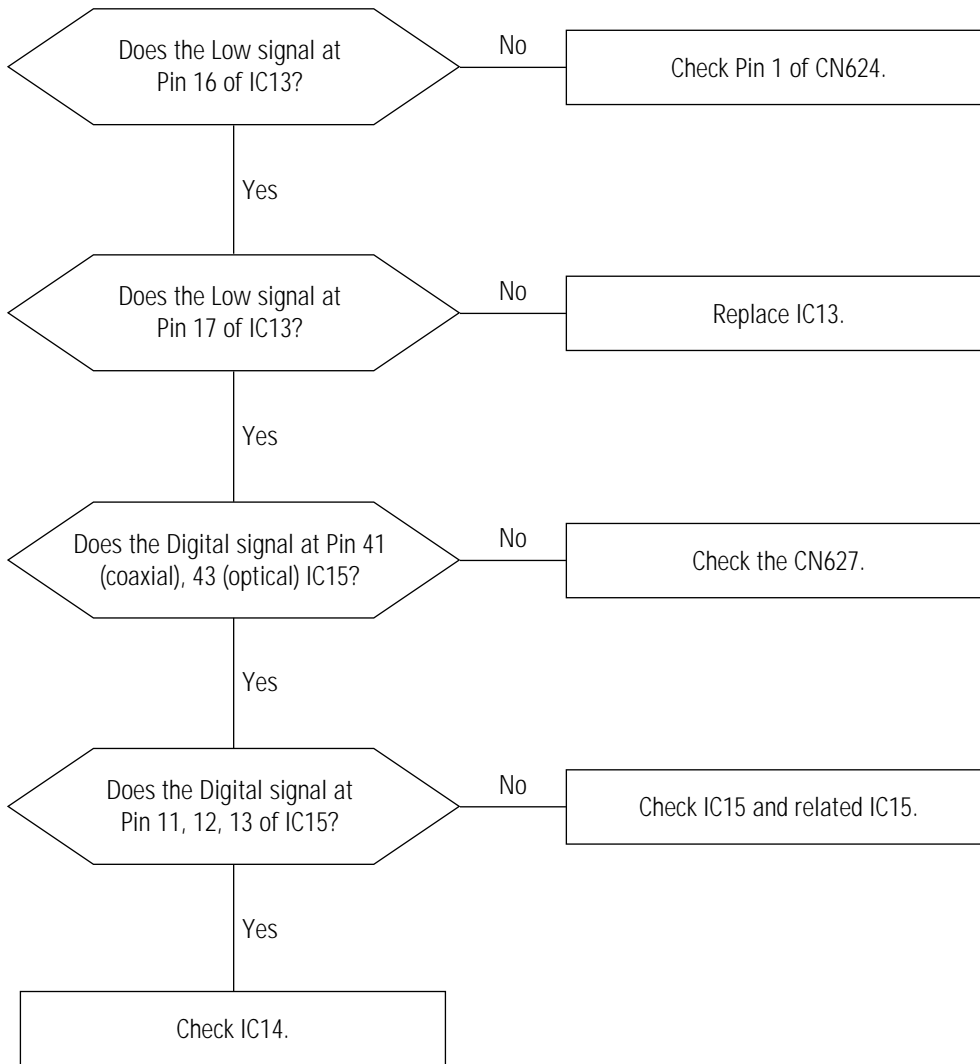 Does the Low signal at
Pin 16 of IC13?
No
Check Pin 1 of CN624.
Yes
Does the Low signal at
Pin 17 of IC13?
No
Replace IC13.
Yes
Does the Digital signal at Pin 41
(coaxial), 43 (optical) IC15?
No
Check the CN627.
Yes
Does the Digital signal at
Pin 11, 12, 13 of IC15?
No
Check IC15 and related IC15.
Yes
Check IC14.